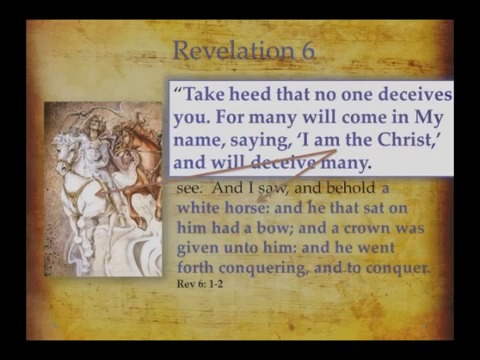 Revelation 6
“Take heed that no one deceives
you. For many will come in My
name, saying, ‘I am the Christ,’
and will deceive many.
see. And I saw, and behold a
white horse: and he that sat on
him had a bow; and a crown was
given unto him: and he went
forth conquering, and to conquer.
Rev 6: 1-2